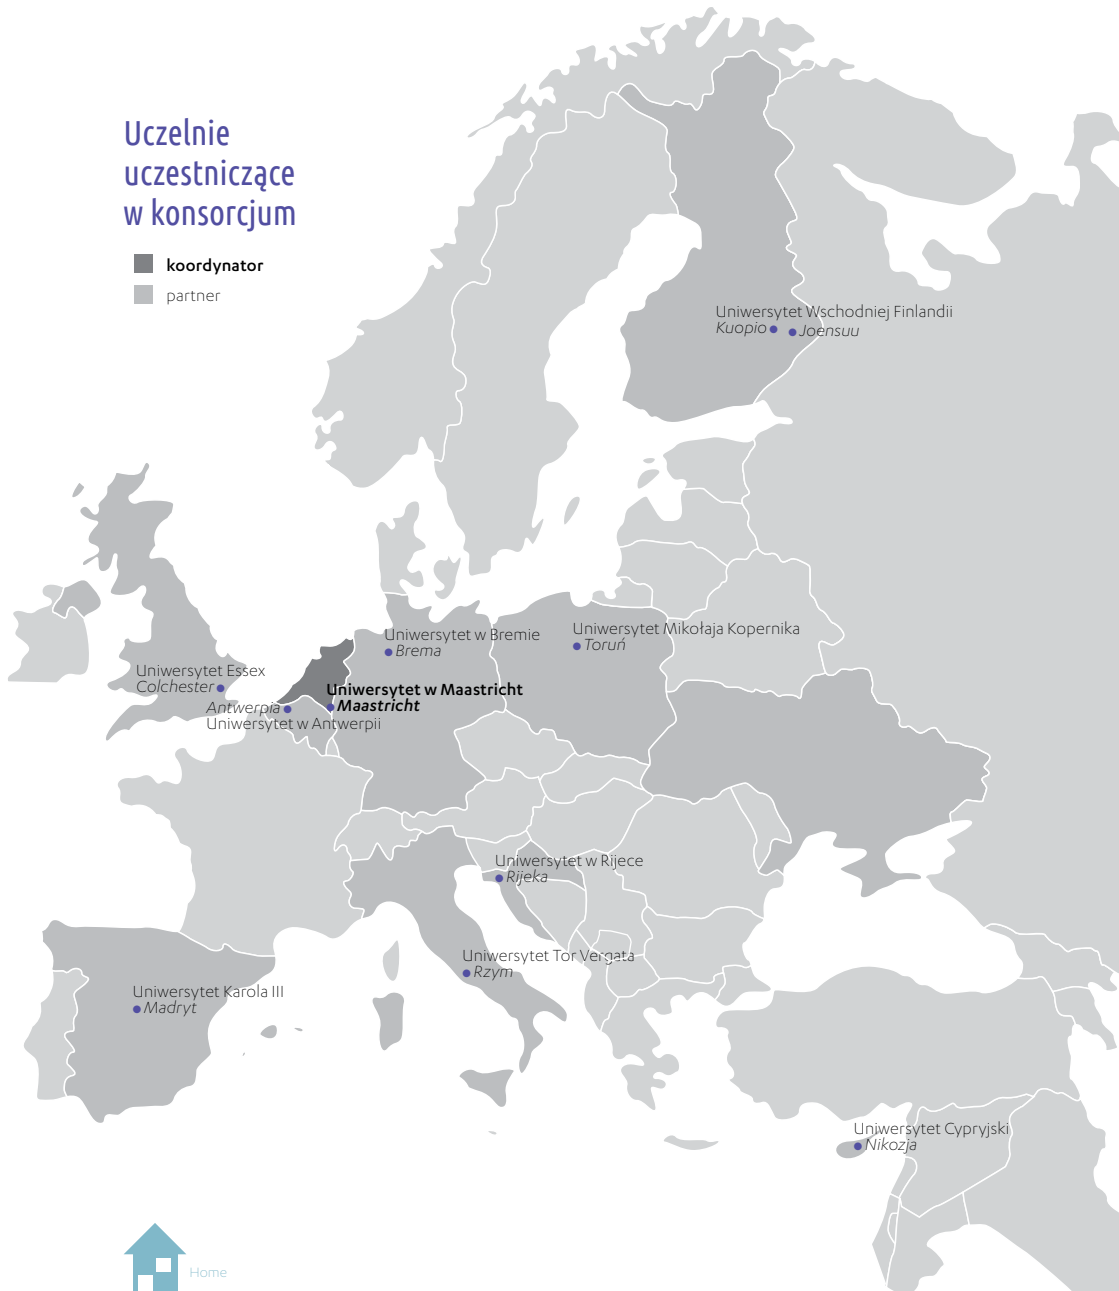 Uczelnie
uczestniczące
w konsorcjum
koordynator
partner
Uniwersytet Wschodniej Finlandii
Kuopio
Joensuu
Uniwersytet w Bremie
Brema
Uniwersytet Mikołaja Kopernika
Toruń
Uniwersytet Essex
Colchester
Uniwersytet w Maastricht
Maastricht
Antwerpia
Uniwersytet w Antwerpii
Uniwersytet w Rijece
Rijeka
Uniwersytet Tor Vergata
Rzym
Uniwersytet Karola III
Madryt
Uniwersytet Cypryjski
Nikozja
Home